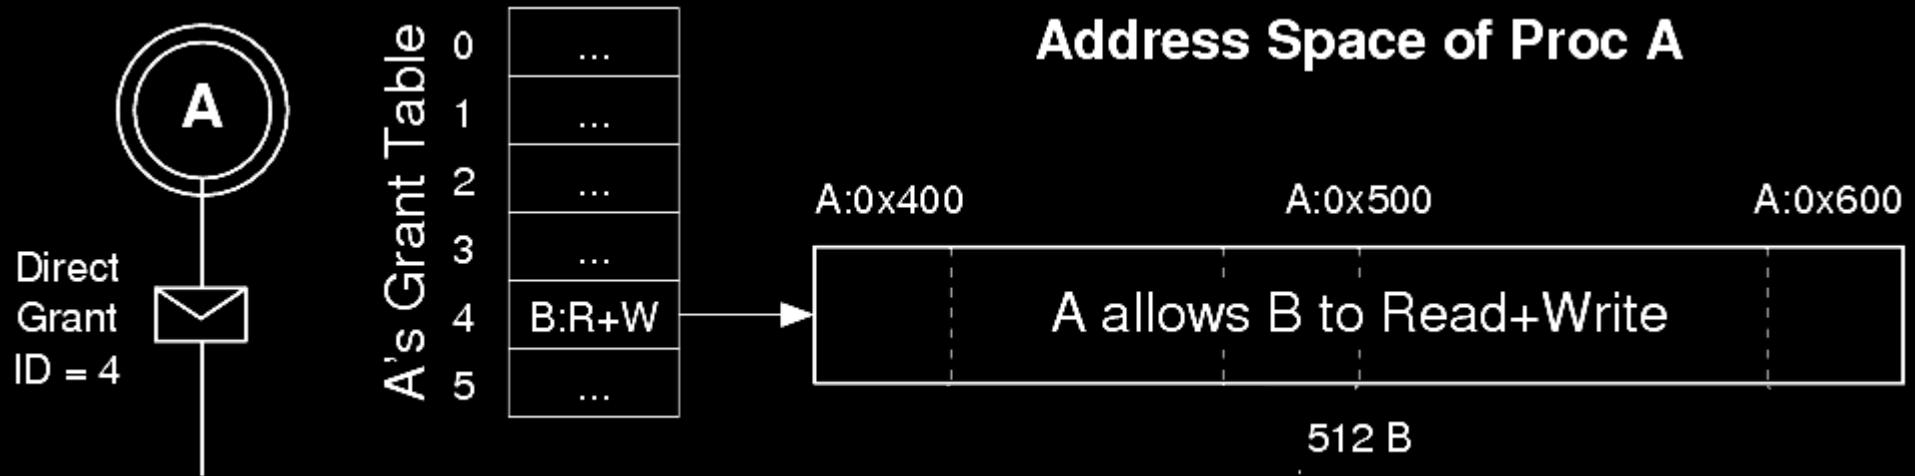 A
Direct
Grant
ID = 4
A's Grant Table
0 ...
1 ...
2 ...
3 ...
4 B:R+W
5 ...
Address Space of Proc A
A:0x400 A:0x500 A:0x600
A allows B to Read+Write
512 B